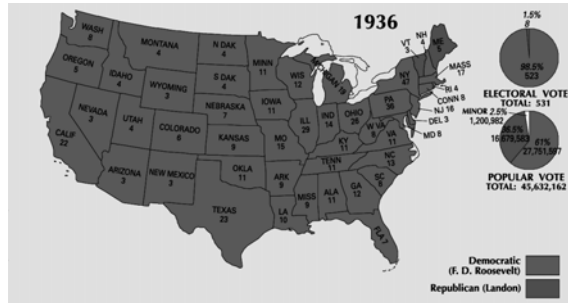 1936
WASH
8
OREGON
5
CALIF
22
NEVADA
3
IDAHO
4
MONTANA
4
WYOMING
3
UTAH
4
COLORADO
6
ARIZONA
3
NEW MEXICO
3
N DAK
4
S DAK
4
NEBRASKA
7
KANSAS
9
OKLA
11
TEXAS
23
MINN
11
IOWA
11
MO
15
ARK
9
LA
10
WIS
12
ILL
29
MICHIGAN 19
IND
14
OHIO
26
KY
11
TENN
11
MISS
9
ALA
11
GA
12
FLA 7
SC
8
NC
13
VA
11
W VA
8
PA
36
NY
47
VT
3
NH
4
ME
5
MASS
17
RI 4
CONN 8
NJ 16
DEL 3
MD 8
1.5%
8
98.5%
523
ELECTORAL VOTE
TOTAL: 531
MINOR 2.5%
1,200,982
36.5%
16,679,583
61%
27,751,597
POPULAR VOTE
TOTAL: 45,632,162
Democratic
(F. D. Roosevelt)
Republican (Landon)